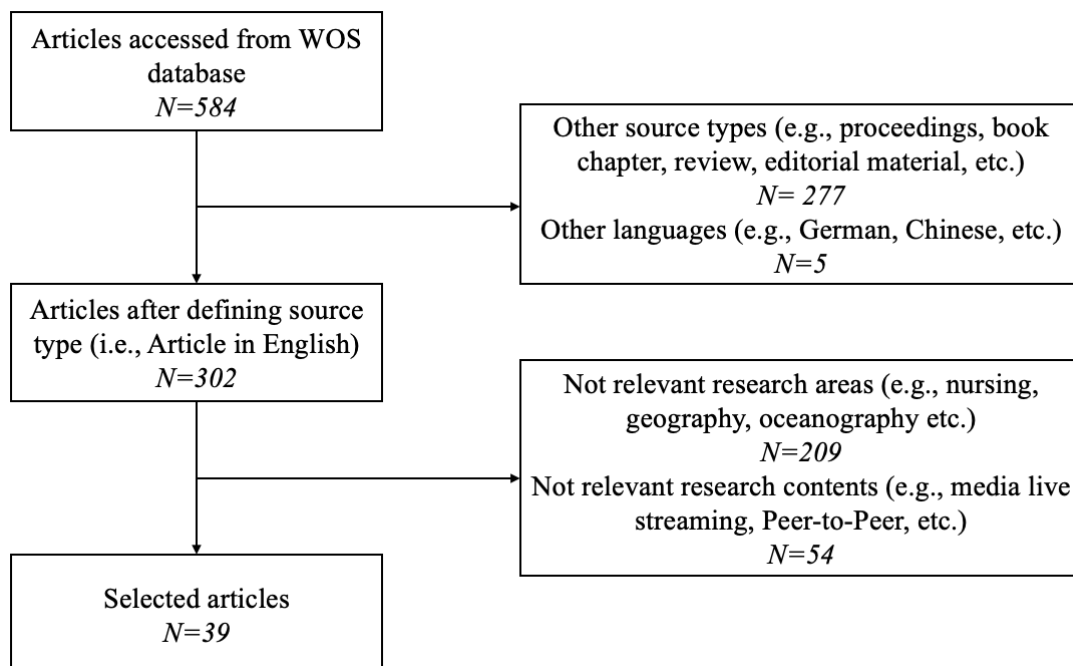 Articles accessed from WOS
database
N=584
Other source types (e.g., proceedings, book
chapter, review, editorial material, etc.)
N= 277
Other languages (e.g., German, Chinese, etc.)
N=5
Articles after defining source
type (i.e., Article in English)
N=302
Not relevant research areas (e.g., nursing,
geography, oceanography etc.)
N=209
Not relevant research contents (e.g., media live
streaming, Peer-to-Peer, etc.)
N=54
Selected articles
N=39